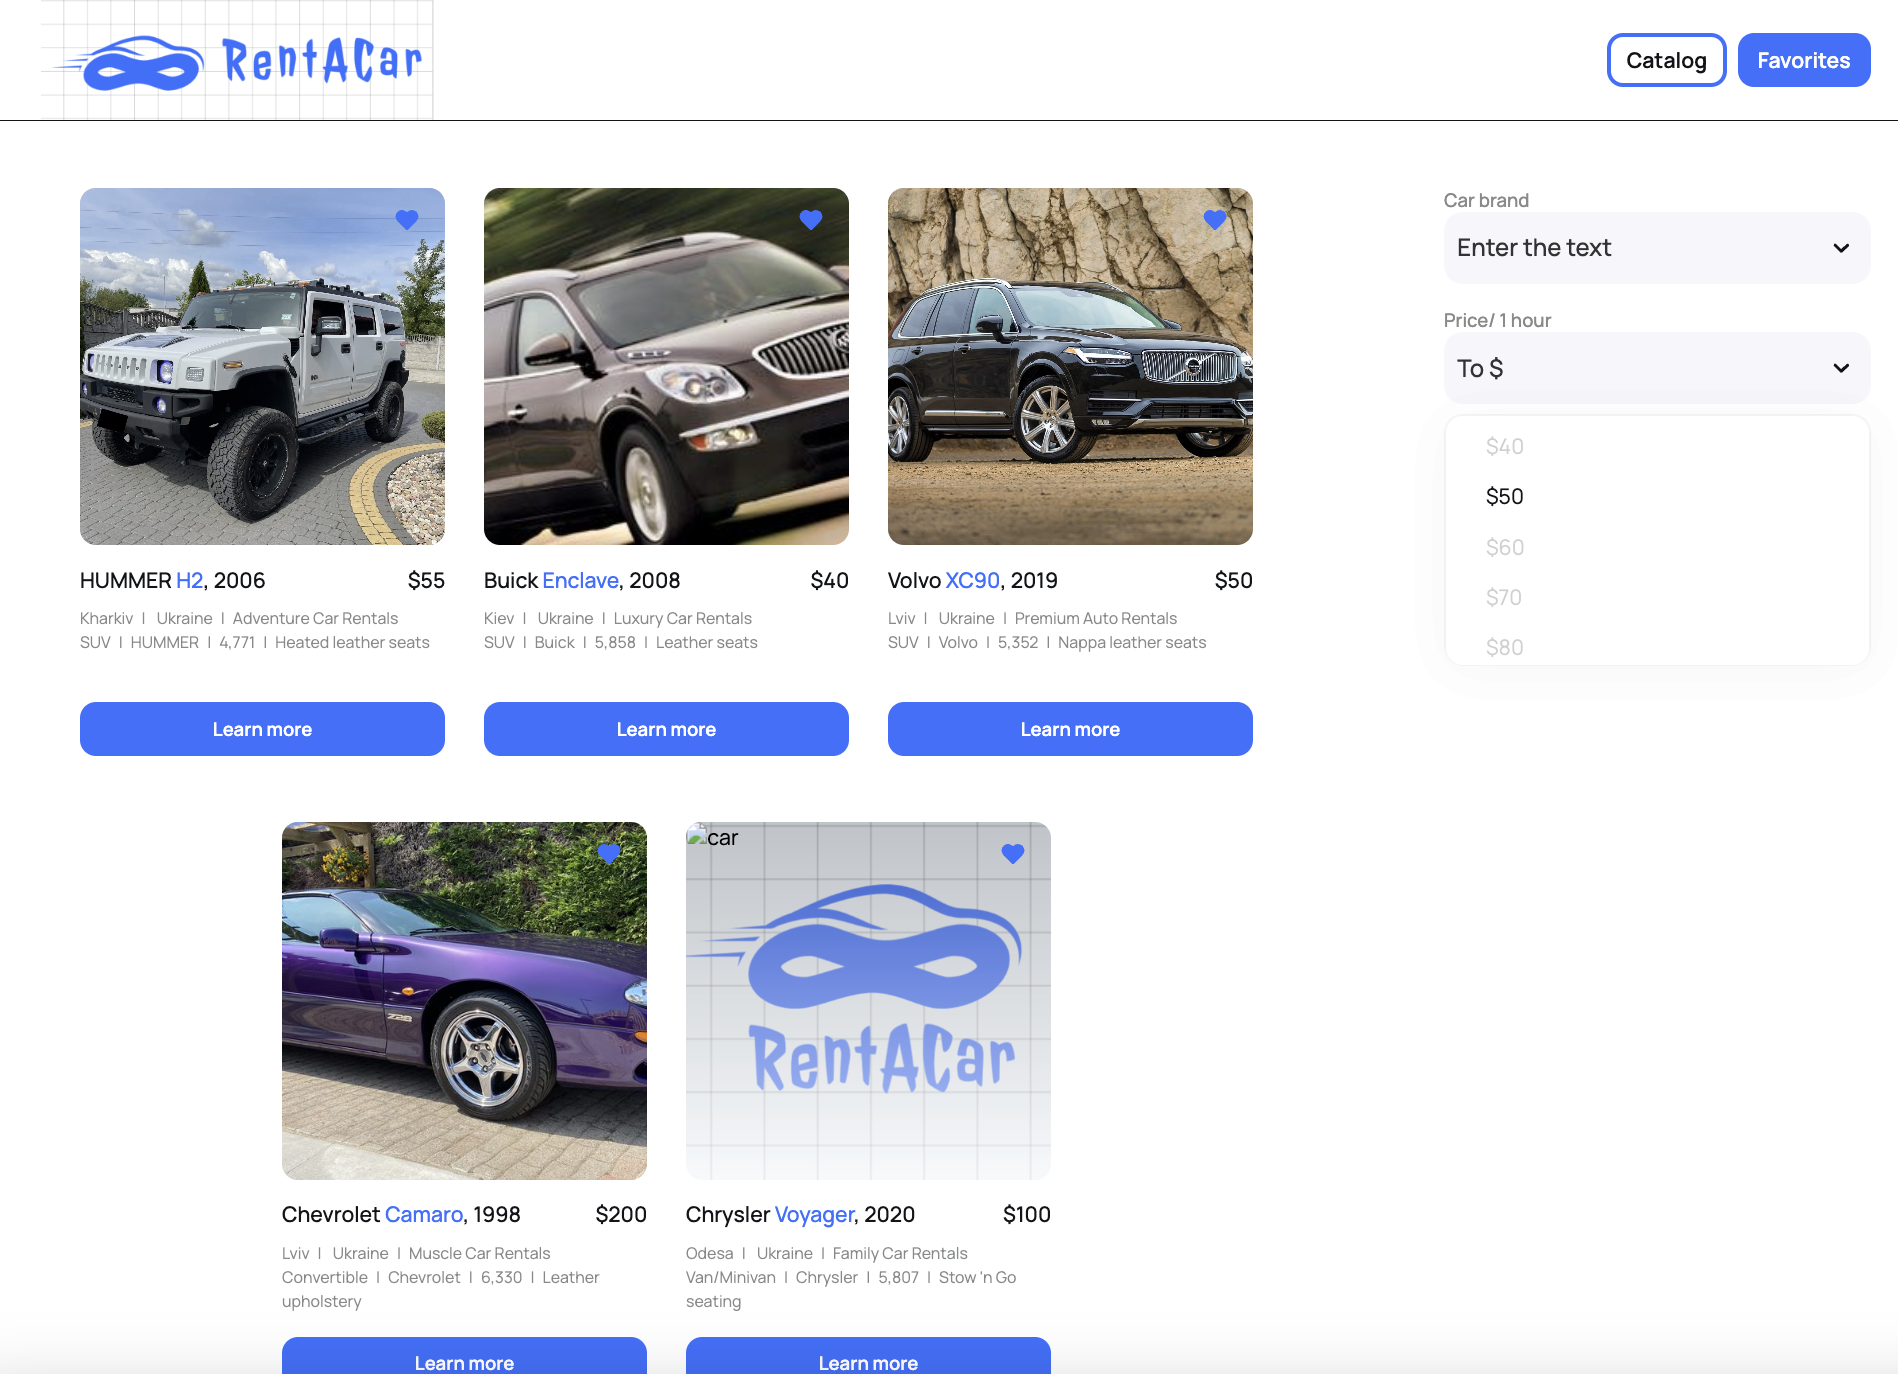 RentACar
Catalog
Favorites
HUMMER H2, 2006 $55
Kharkiv | Ukraine | Adventure Car Rentals
SUV | HUMMER | 4,771 | Heated leather seats
Learn more
Buick Enclave, 2008 $40
Kiev | Ukraine | Luxury Car Rentals
SUV | Buick | 5,858 | Leather seats
Learn more
Volvo XC90, 2019 $50
Lviv | Ukraine | Premium Auto Rentals
SUV | Volvo | 5,352 | Nappa leather seats
Learn more
Car brand
Enter the text
Price/ 1 hour
To $
$40
$50
$60
$70
$80
Z28
Chevrolet Camaro, 1998 $200
Lviv | Ukraine | Muscle Car Rentals
Convertible | Chevrolet | 6,330 | Leather
upholstery
Learn more
car
RentACar
Chrysler Voyager, 2020 $100
Odesa | Ukraine | Family Car Rentals
Van/Minivan | Chrysler | 5,807 | Stow 'n Go
seating
Learn more